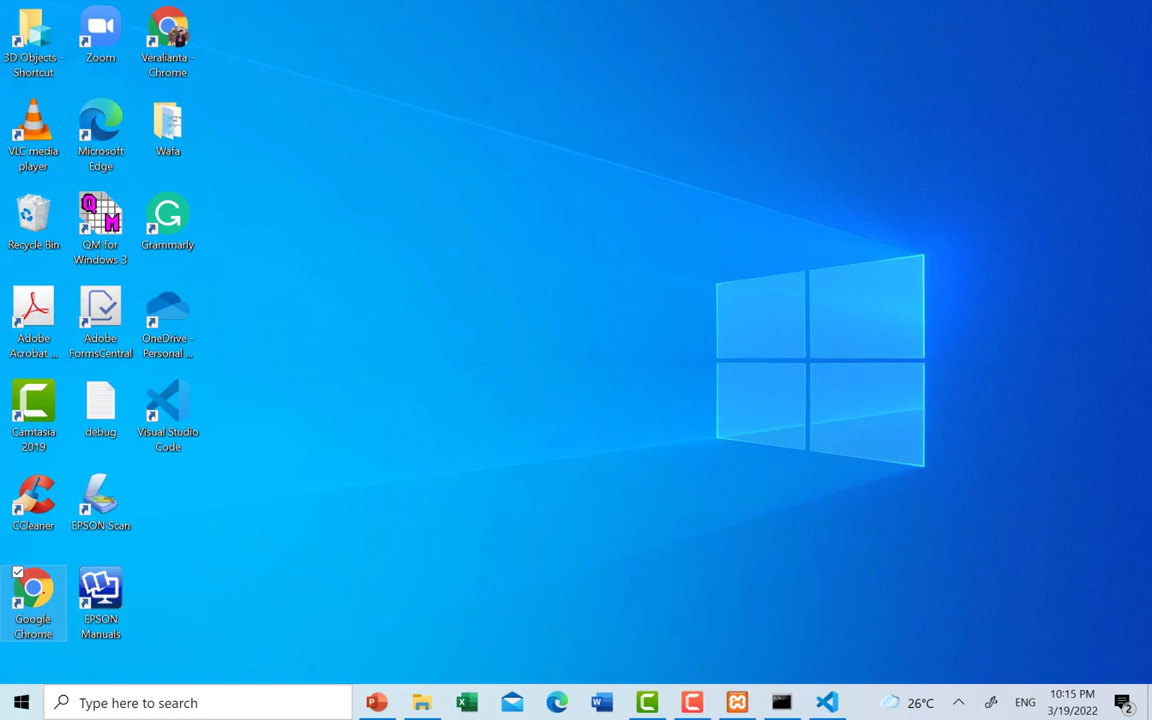 3D Objects -
Shortcut
Zoom
Veralianta -
Chrome
VLC media
player
Microsoft
Edge
Wafa
Recycle Bin
QM for
Windows 3
Grammarly
Adobe
Acrobat ...
Adobe
FormsCentral
OneDrive -
Personal ...
Camtasia
2019
debug
Visual Studio
Code
CCleaner
EPSON Scan
Google
Chrome
EPSON
Manuals
Type here to search
26°C
ENG
10:15 PM
3/19/2022
2